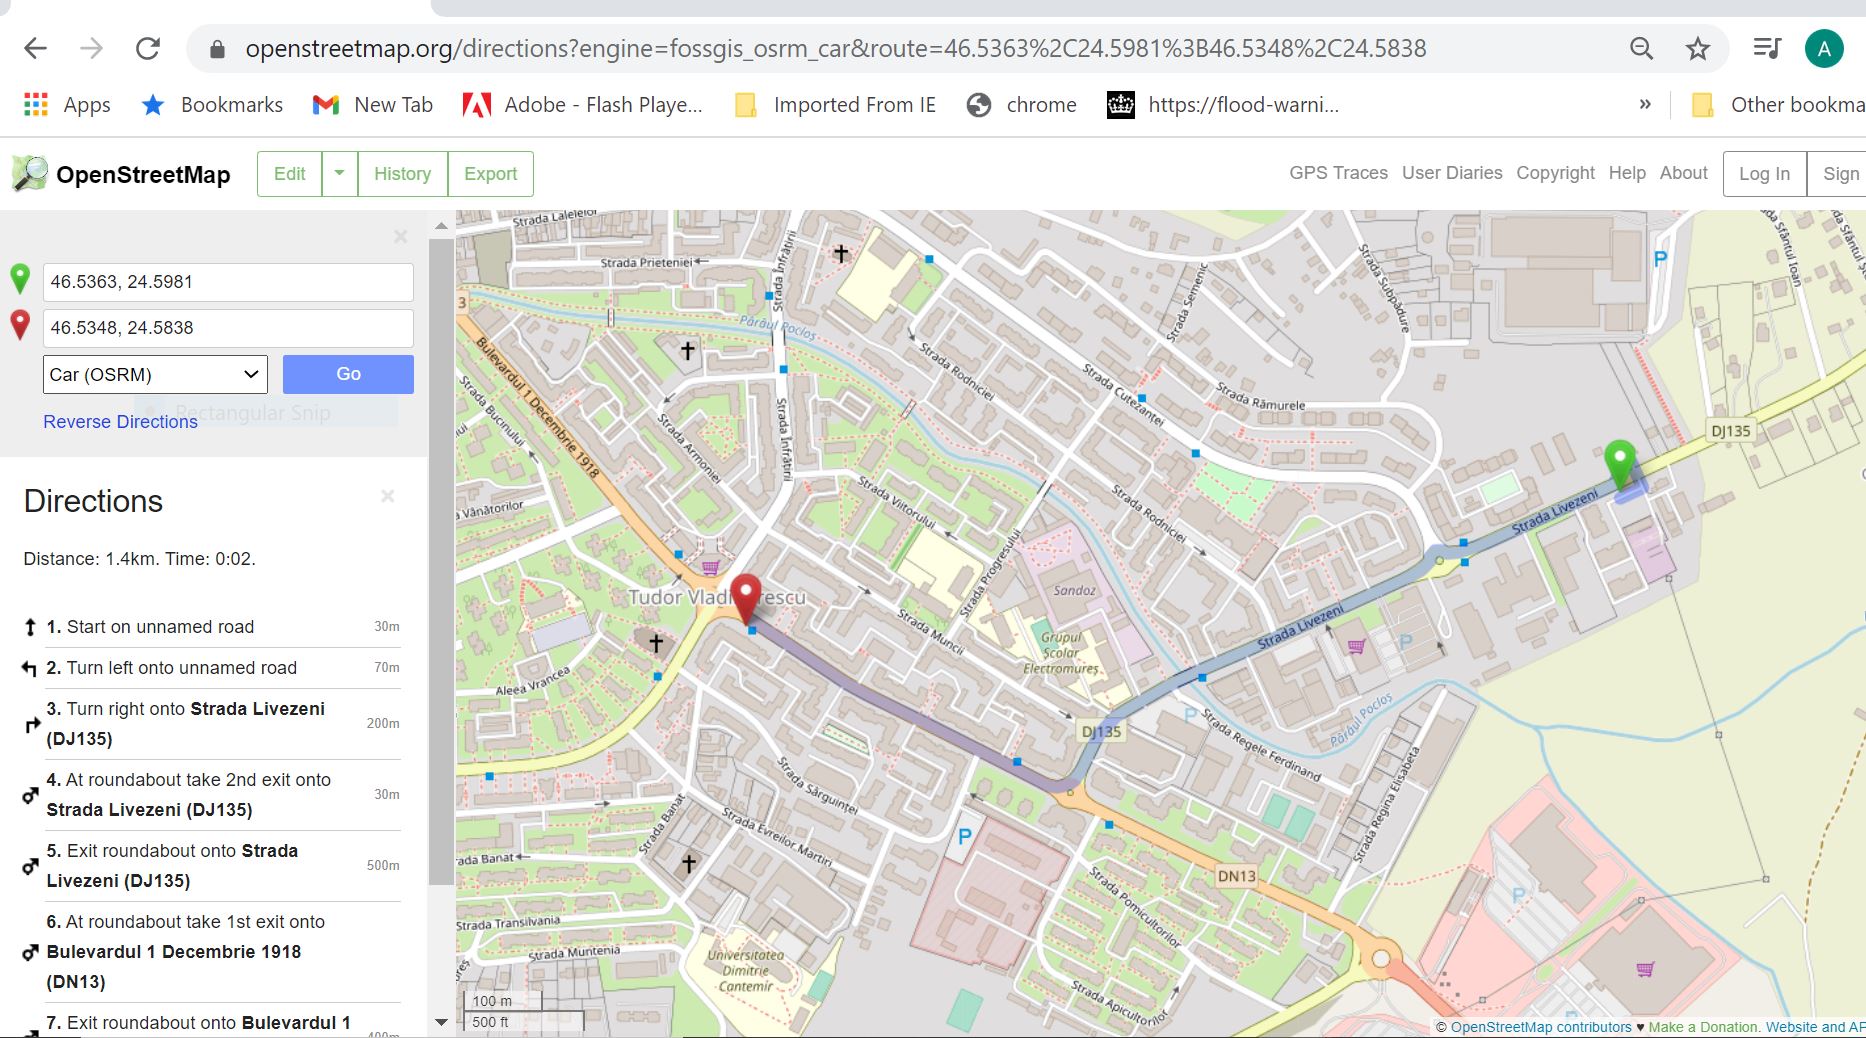 openstreetmap.org/directions?engine=fossgis_osrm_car&route=46.5363%2C24.5981%3B46.5348%2C24.5838
A
Apps
Bookmarks
New Tab
Adobe - Flash Playe...
Imported From IE
chrome
https://flood-warni...
»
Other bookma
OpenStreetMap
Edit
History
Export
GPS Traces
User Diaries
Copyright
Help
About
Log In
Sign
46.5363, 24.5981
46.5348, 24.5838
Car (OSRM)
Go
Rectangular Snip
Reverse Directions
Directions
Distance: 1.4km. Time: 0:02.
1. Start on unnamed road
30m
2. Turn left onto unnamed road
70m
3. Turn right onto Strada Livezeni
(DJ135)
200m
4. At roundabout take 2nd exit onto
Strada Livezeni (DJ135)
30m
5. Exit roundabout onto Strada
Livezeni (DJ135)
500m
6. At roundabout take 1st exit onto
Bulevardul 1 Decembrie 1918
(DN13)
7. Exit roundabout onto Bulevardul 1
400m
Strada Lalelelor
Strada Prieteniei
Strada Înfrățirii
3
Pârâul Pocloș
Bulevardul 1 Decembrie 1918
Strada Bucinului
Strada Armoniei
Strada Înfrățirii
Strada Semenic
Strada Subpădure
P
Sfântul Ioan
Strada Sfântu
Strada Rodniciei
Strada Cutezanței
Strada Rămurele
DJ135
Strada Viitorului
Strada Rodniciei
Strada Livezeni
Strada Progresului
Vânătorilor
Tudor Vladi
rescu
Sandoz
Strada Muncii
Grupul
Școlar
Electromureș
Strada Livezeni
P
Aleea Vrancea
P
DJ135
Strada Regele Ferdinand
Pârâul Pocloș
Strada Sârguinței
Strada Banat
Strada Evreilor Martiri
P
Strada Regina Elisabeta
rada Banat
DN13
Strada Pomicultorilor
P
Strada Transilvania
Strada Muntenia
Universitatea
Dimitrie
Cantemir
Strada Apicultorilor
P
100 m
500 ft
© OpenStreetMap contributors ♥ Make a Donation. Website and AP